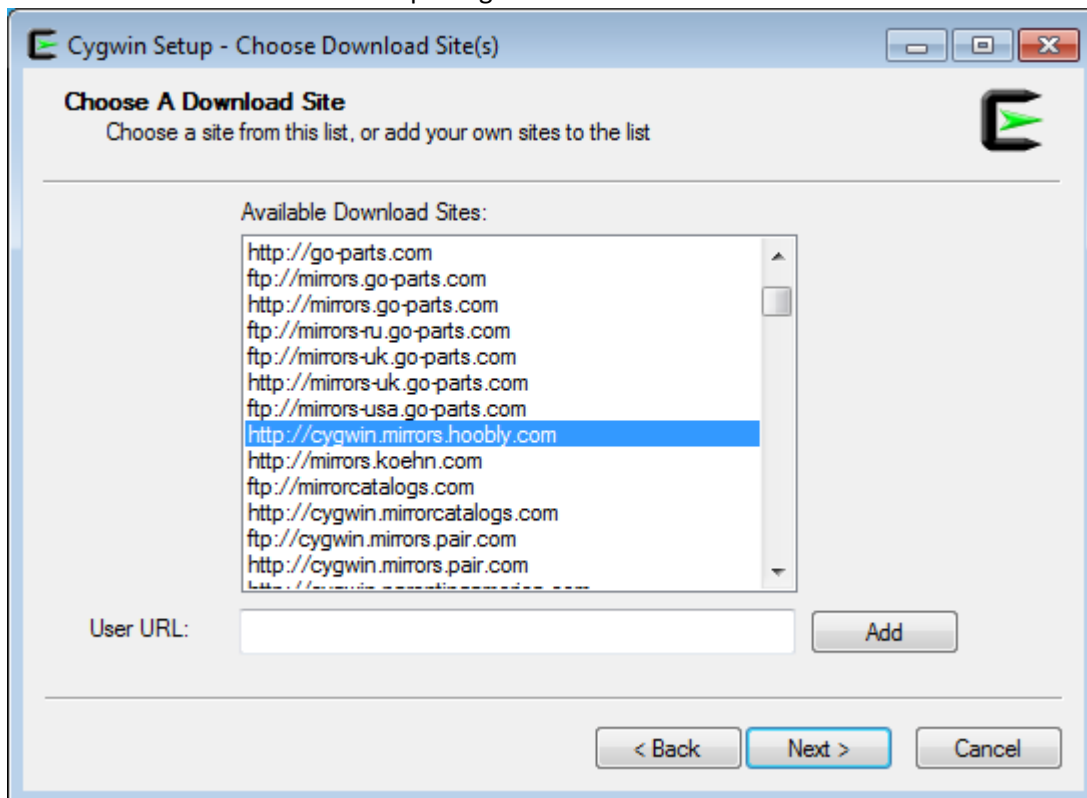 Cygwin Setup - Choose Download Site(s)
Choose A Download Site
Choose a site from this list, or add your own sites to the list
Available Download Sites:
http://go-parts.com
ftp://mirrors.go-parts.com
http://mirrors.go-parts.com
ftp://mirrors-ru.go-parts.com
ftp://mirrors-uk.go-parts.com
http://mirrors-uk.go-parts.com
ftp://mirrors-usa.go-parts.com
http://cygwin.mirrors.hoobly.com
http://mirrors.koehn.com
ftp://mirrorcatalogs.com
http://cygwin.mirrorcatalogs.com
ftp://cygwin.mirrors.pair.com
http://cygwin.mirrors.pair.com
User URL:
Add
< Back
Next >
Cancel